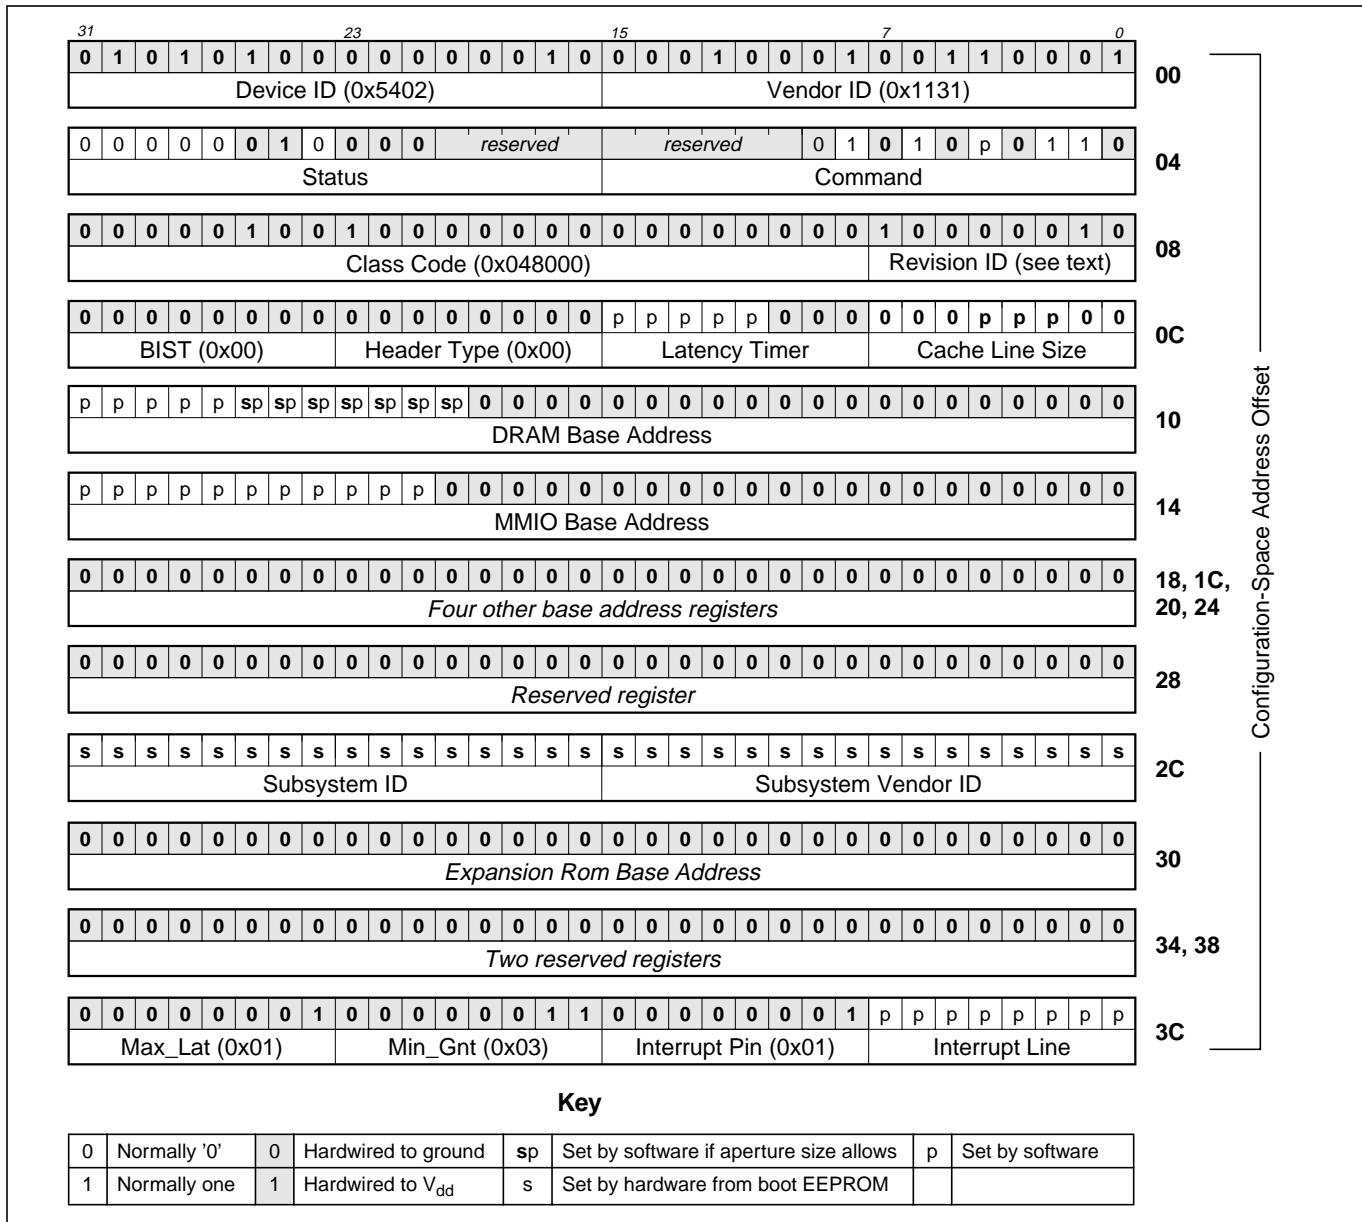 31 23 15 7 0
0 1 0 1 0 1 0 0 0 0 0 0 0 0 1 0 0 0 0 1 0 0 0 1 0 0 1 1 0 0 0 1
Device ID (0x5402) Vendor ID (0x1131) 00
0 0 0 0 0 0 1 0 0 0 0 reserved reserved 0 1 0 1 0 p 0 1 1 0
Status Command 04
0 0 0 0 0 1 0 0 1 0 0 0 0 0 0 0 0 0 0 0 0 0 0 0 1 0 0 0 0 0 1 0
Class Code (0x048000) Revision ID (see text) 08
0 0 0 0 0 0 0 0 0 0 0 0 0 0 0 0 p p p p p 0 0 0 0 0 0 p p p 0 0
BIST (0x00) Header Type (0x00) Latency Timer Cache Line Size 0C
p p p p p sp sp sp sp sp sp sp 0 0 0 0 0 0 0 0 0 0 0 0 0 0 0 0 0 0 0 0
DRAM Base Address 10
p p p p p p p p p p p 0 0 0 0 0 0 0 0 0 0 0 0 0 0 0 0 0 0 0 0 0
MMIO Base Address 14
0 0 0 0 0 0 0 0 0 0 0 0 0 0 0 0 0 0 0 0 0 0 0 0 0 0 0 0 0 0 0 0 18, 1C,
Four other base address registers 20, 24
0 0 0 0 0 0 0 0 0 0 0 0 0 0 0 0 0 0 0 0 0 0 0 0 0 0 0 0 0 0 0 0
Reserved register 28
s s s s s s s s s s s s s s s s s s s s s s s s s s s s s s s s
Subsystem ID Subsystem Vendor ID 2C
0 0 0 0 0 0 0 0 0 0 0 0 0 0 0 0 0 0 0 0 0 0 0 0 0 0 0 0 0 0 0 0
Expansion Rom Base Address 30
0 0 0 0 0 0 0 0 0 0 0 0 0 0 0 0 0 0 0 0 0 0 0 0 0 0 0 0 0 0 0 0
Two reserved registers 34, 38
0 0 0 0 0 0 0 1 0 0 0 0 0 0 1 1 0 0 0 0 0 0 0 1 p p p p p p p p
Max_Lat (0x01) Min_Gnt (0x03) Interrupt Pin (0x01) Interrupt Line 3C
Configuration-Space Address Offset
Key
0 Normally '0' 0 Hardwired to ground sp Set by software if aperture size allows p Set by software
1 Normally one 1 Hardwired to Vdd s Set by hardware from boot EEPROM